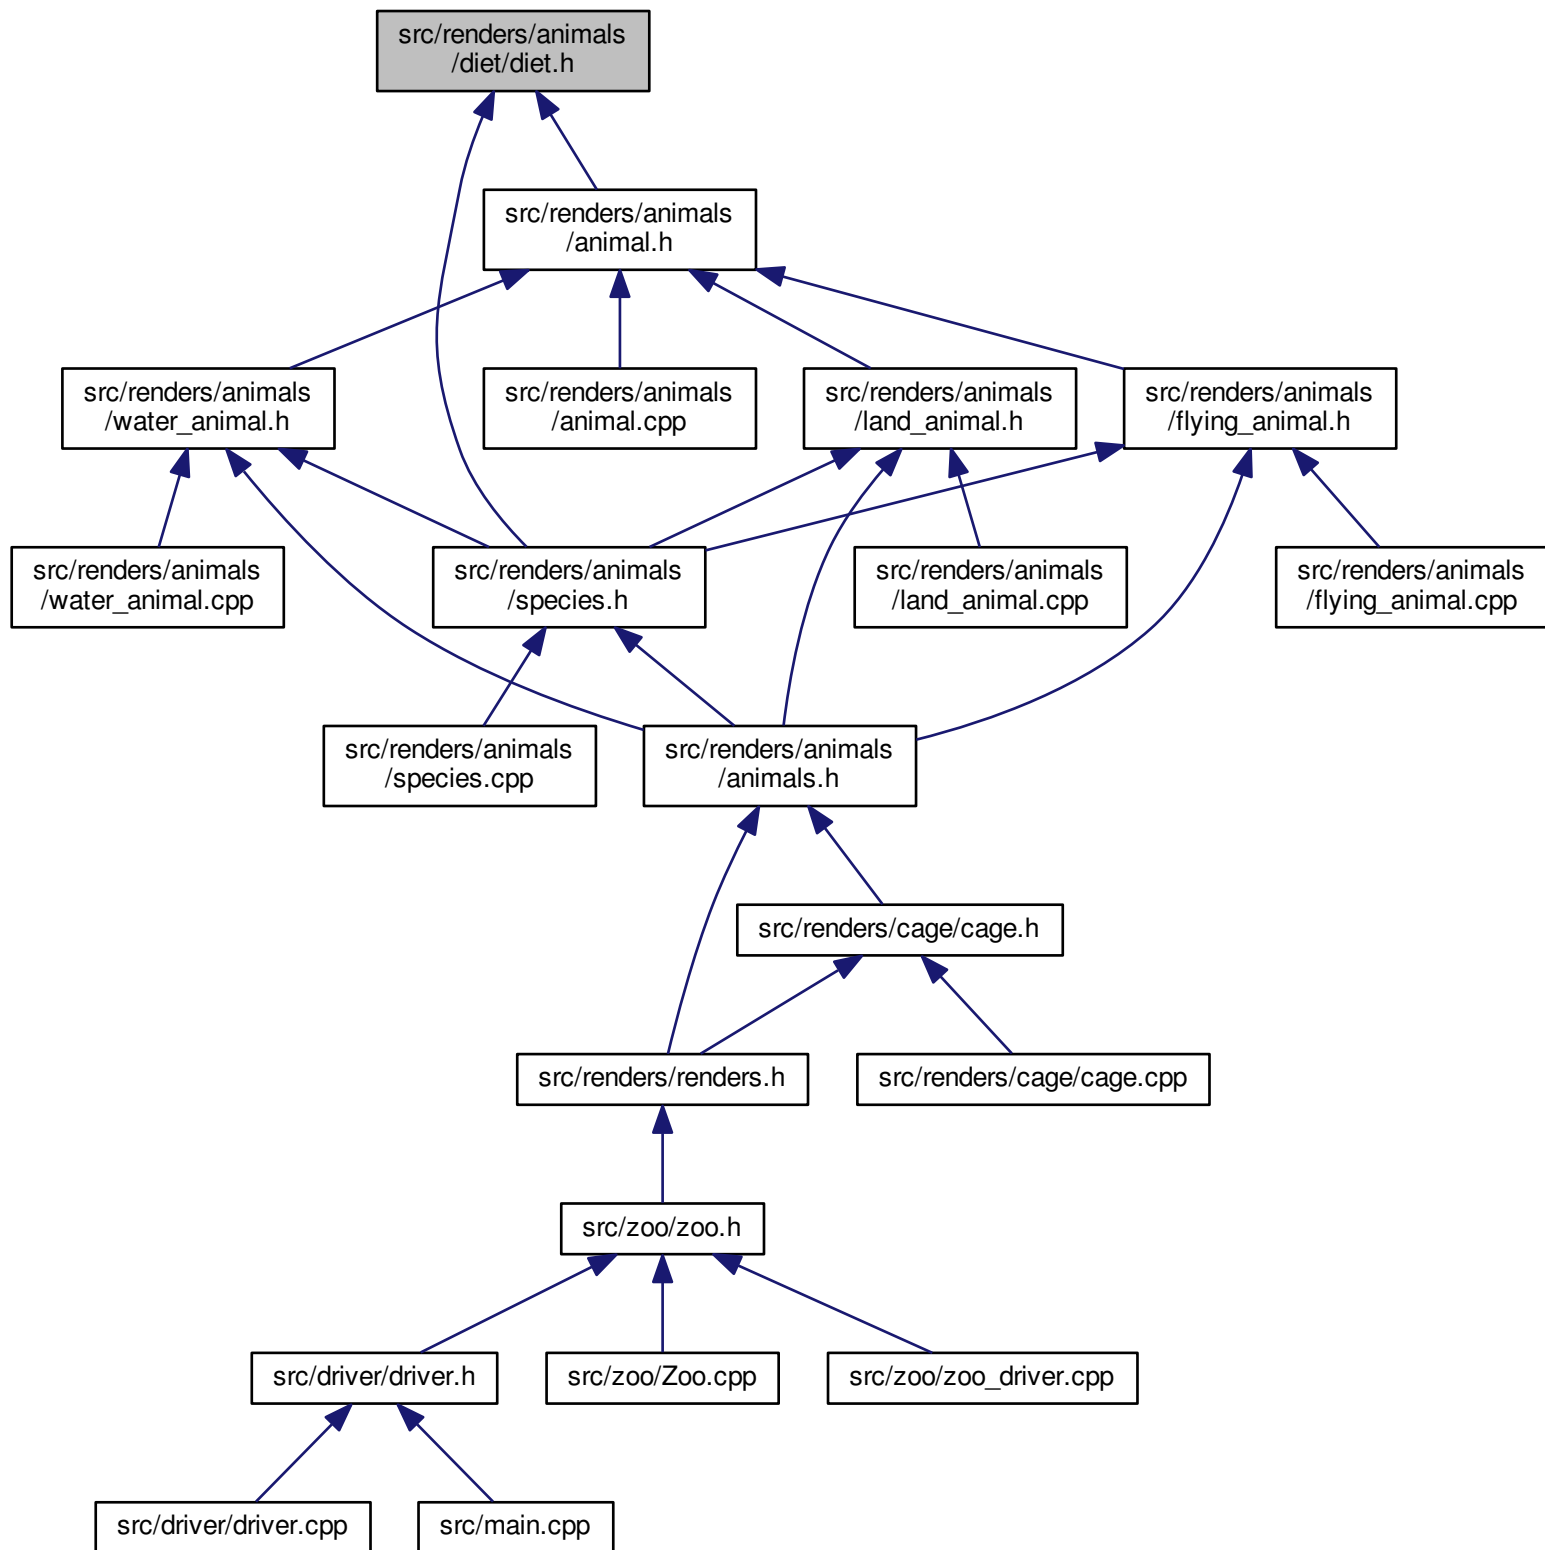 src/renders/animals
/diet/diet.h
src/renders/animals
/animal.h
src/renders/animals
/water_animal.h
src/renders/animals
/animal.cpp
src/renders/animals
/land_animal.h
src/renders/animals
/flying_animal.h
src/renders/animals
/water_animal.cpp
src/renders/animals
/species.h
src/renders/animals
/land_animal.cpp
src/renders/animals
/flying_animal.cpp
src/renders/animals
/species.cpp
src/renders/animals
/animals.h
src/renders/cage/cage.h
src/renders/renders.h
src/renders/cage/cage.cpp
src/zoo/zoo.h
src/driver/driver.h
src/zoo/Zoo.cpp
src/zoo/zoo_driver.cpp
src/driver/driver.cpp
src/main.cpp